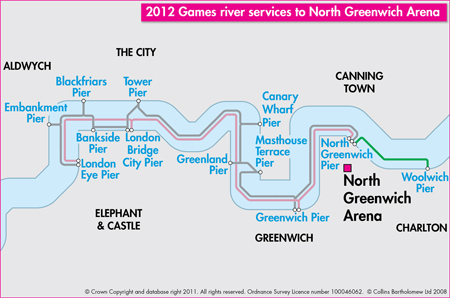 2012 Games river services to North Greenwich Arena
THE CITY
ALDWYCH
Blackfriars
Pier
Tower
Pier
Canary
Wharf
Pier
CANNING
TOWN
Embankment
Pier
Bankside
Pier
London
Bridge
City Pier
Masthouse
Terrace
Pier
North
Greenwich
Pier
London
Eye Pier
Greenland
Pier
Woolwich
Pier
North
Greenwich
Arena
ELEPHANT
& CASTLE
Greenwich Pier
GREENWICH
CHARLTON
© Crown Copyright and database right 2011. All rights reserved. Ordnance Survey Licence number 100046062. © Collins Bartholomew Ltd 2008